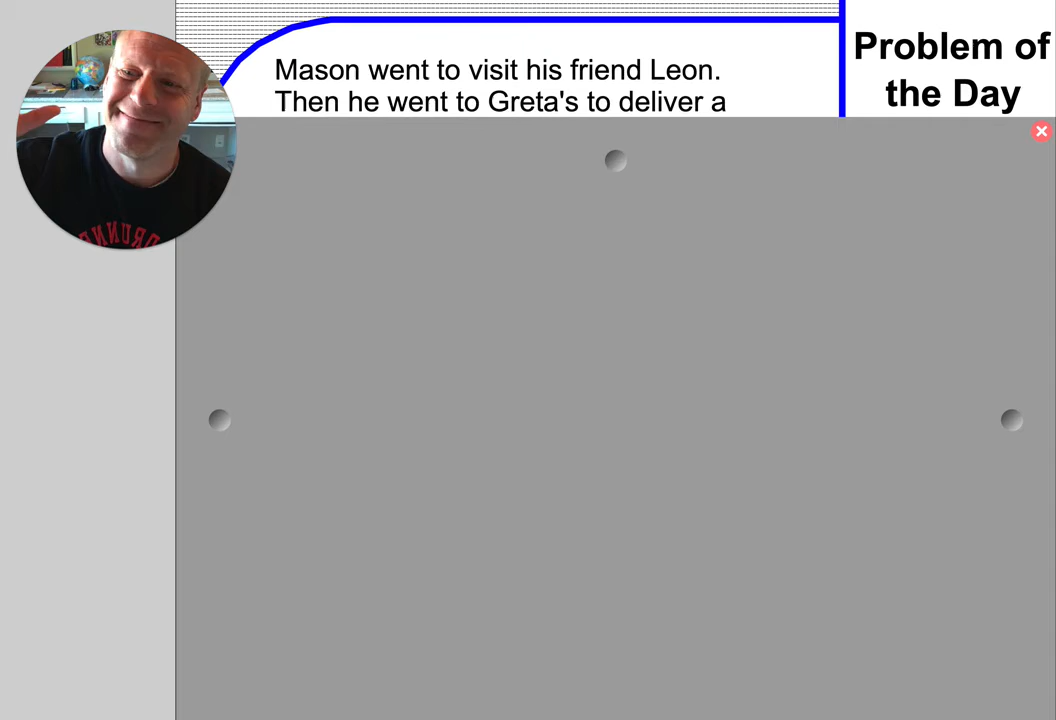 Mason went to visit his friend Leon.
Then he went to Greta's to deliver a
Problem of
the Day